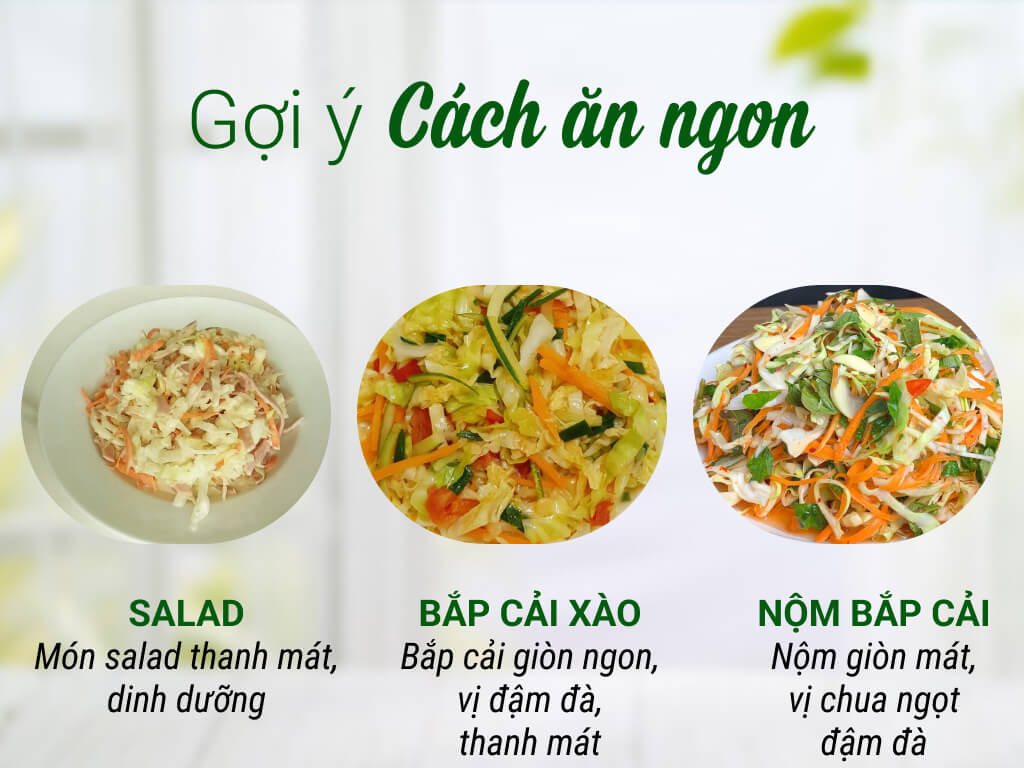 Gợi ý Cách ăn ngon
SALAD
Món salad thanh mát,
dinh dưỡng
BẮP CẢI XÀO
Bắp cải giòn ngon,
vị đậm đà,
thanh mát
NỘM BẮP CẢI
Nộm giòn mát,
vị chua ngọt
đậm đà